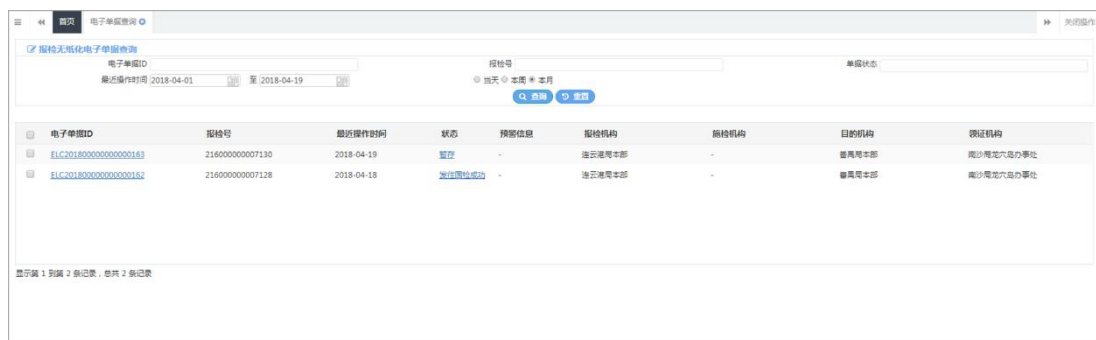 首页 电子单据查询 关闭操作
报检无纸化电子单据查询
电子单据ID 报检号 单据状态
最近操作时间 2018-04-01 至 2018-04-19 当天 本周 本月
查询 重置
电子单据ID 报检号 最近操作时间 状态 预警信息 报检机构 施检机构 目的机构 领证机构
ELC201800000000000163 216000000007130 2018-04-19 暂存 - 连云港局本部 - 番禺局本部 南沙局龙穴岛办事处
ELC201800000000000162 216000000007128 2018-04-18 发往国检成功 - 连云港局本部 - 番禺局本部 南沙局龙穴岛办事处
显示第 1 到第 2 条记录，总共 2 条记录